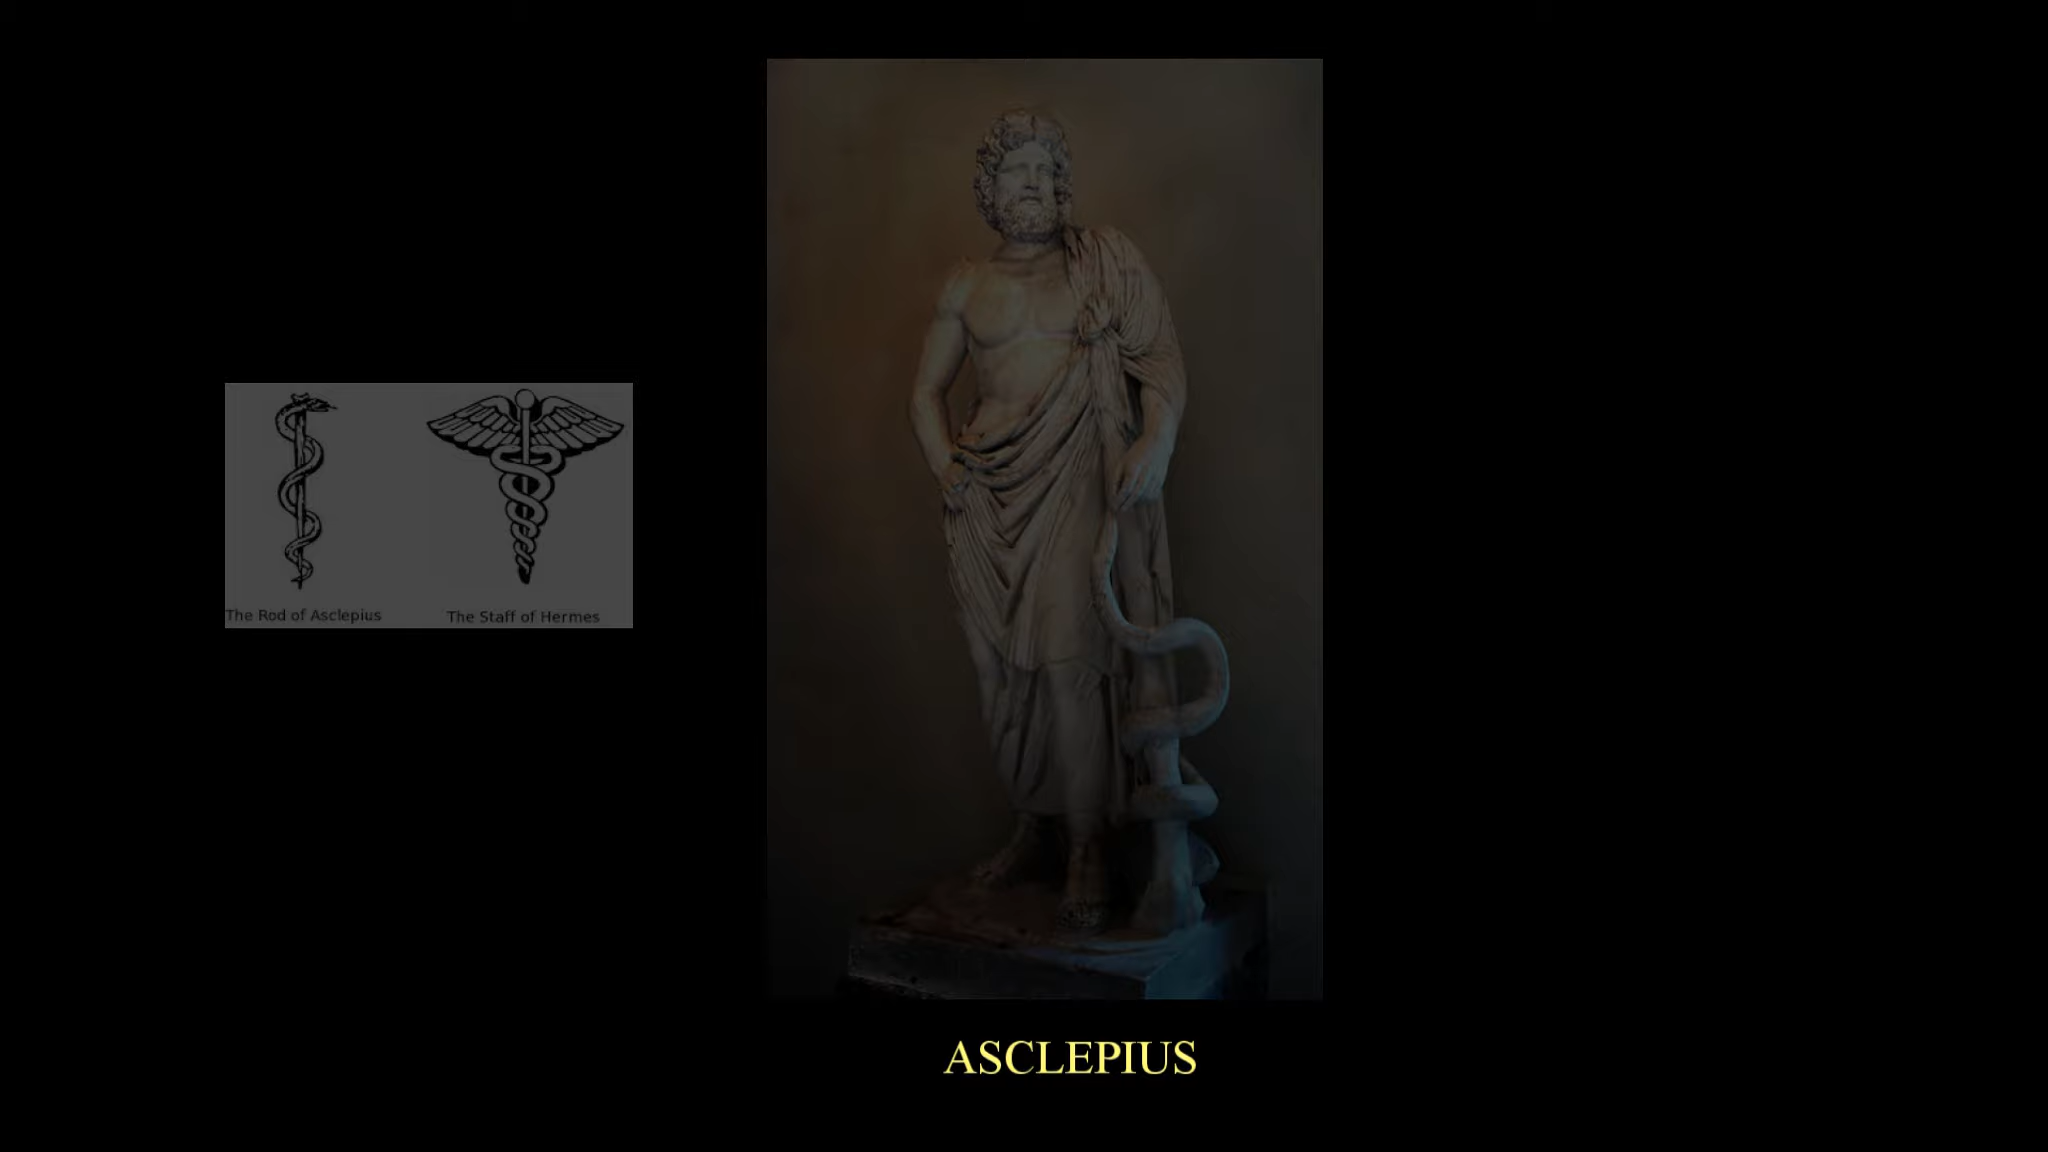 The Rod of Asclepius
The Staff of Hermes
ASCLEPIUS